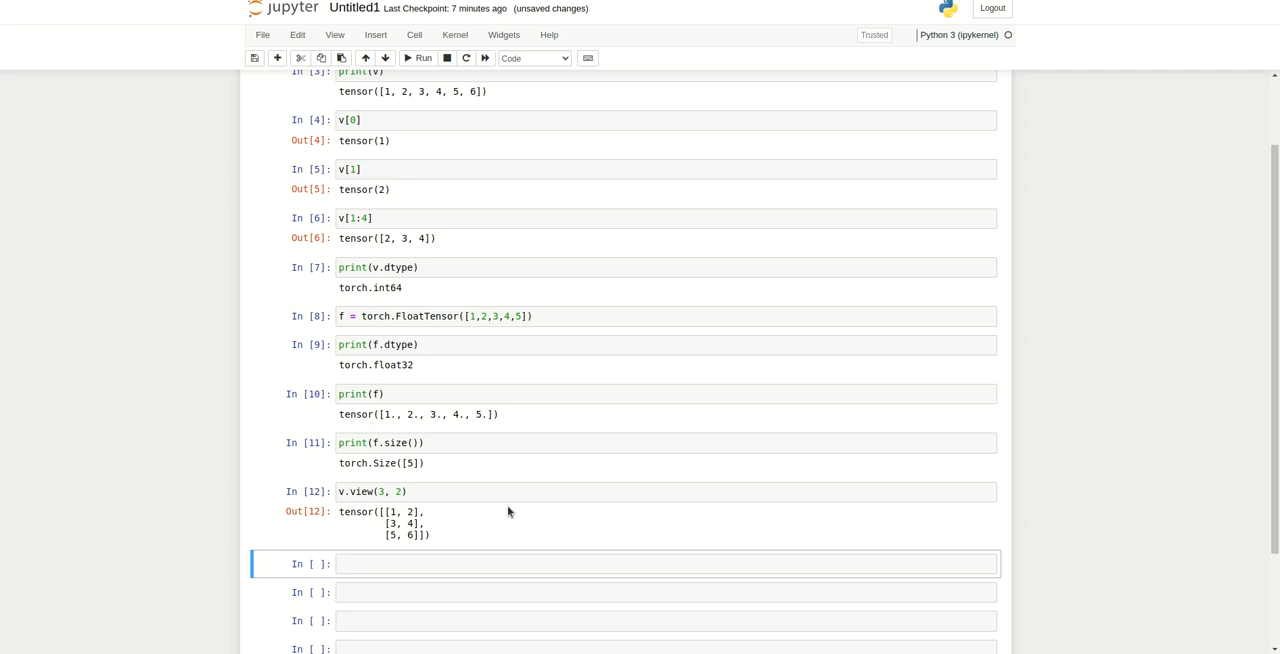 jupyter Untitled1 Last Checkpoint: 7 minutes ago (unsaved changes) Logout
File Edit View Insert Cell Kernel Widgets Help Trusted Python 3 (ipykernel)
Run Code
In [3]: print(v)
tensor([1, 2, 3, 4, 5, 6])
In [4]: v[0]
Out[4]: tensor(1)
In [5]: v[1]
Out[5]: tensor(2)
In [6]: v[1:4]
Out[6]: tensor([2, 3, 4])
In [7]: print(v.dtype)
torch.int64
In [8]: f = torch.FloatTensor([1,2,3,4,5])
In [9]: print(f.dtype)
torch.float32
In [10]: print(f)
tensor([1., 2., 3., 4., 5.])
In [11]: print(f.size())
torch.Size([5])
In [12]: v.view(3, 2)
Out[12]: tensor([[1, 2],
[3, 4],
[5, 6]])
In [ ]:
In [ ]:
In [ ]:
In [ ]: